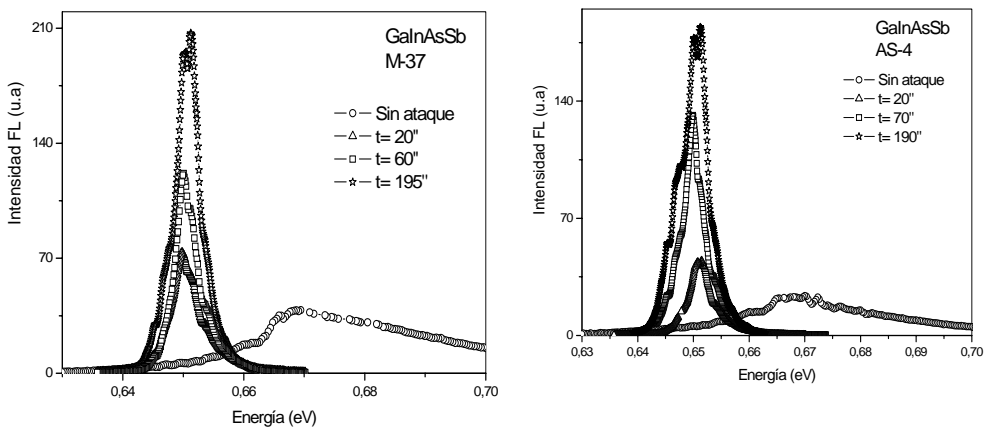 210
140
70
0
Intensidad FL (u.a)
GaInAsSb
M-37
Sin ataque
t= 20"
t= 60"
t= 195"
0,64
0,66
0,68
0,70
Energía (eV)
140
70
0
Intensidad FL (u.a)
GaInAsSb
AS-4
Sin ataque
t= 20"
t= 70"
t= 190"
0,63
0,64
0,65
0,66
0,67
0,68
0,69
0,70
Energía (eV)